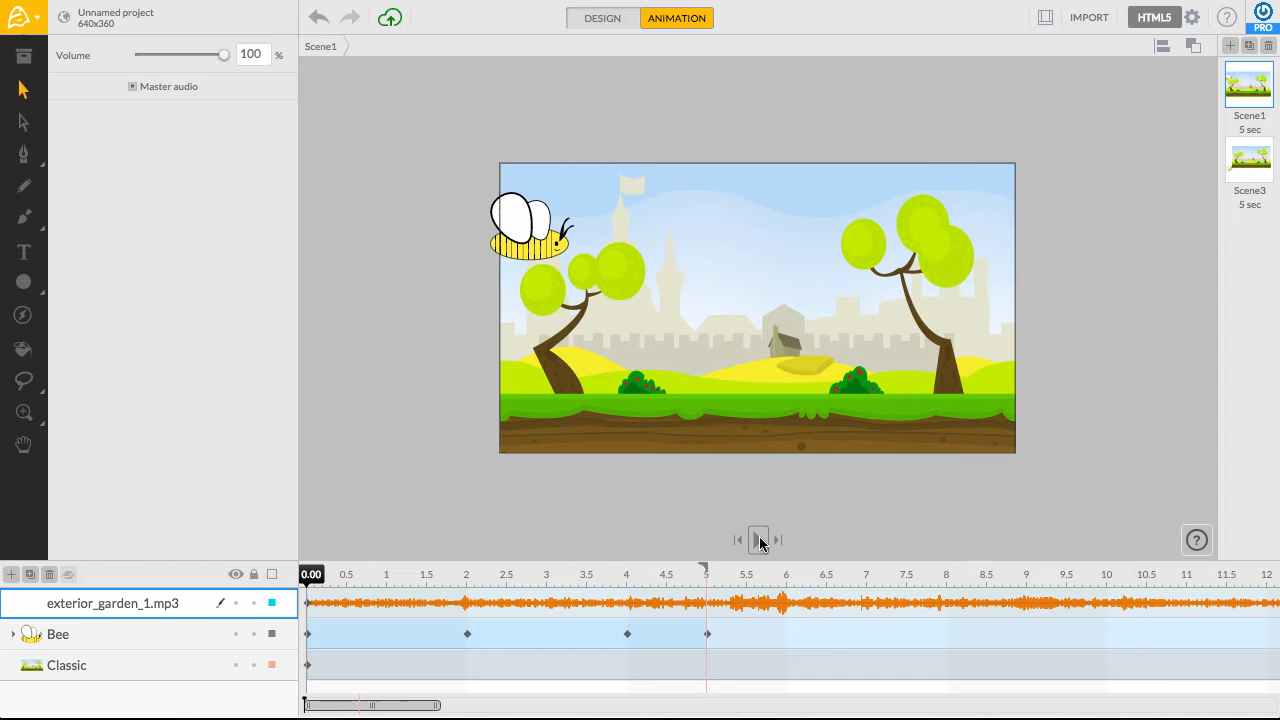 Unnamed project
640x360
DESIGN
ANIMATION
IMPORT
HTML5
?
PRO
Volume
100 %
Master audio
Scene1
Scene1
5 sec
Scene3
5 sec
?
0.00 0.5 1 1.5 2 2.5 3 3.5 4 4.5 5 5.5 6 6.5 7 7.5 8 8.5 9 9.5 10 10.5 11 11.5 12
exterior_garden_1.mp3
Bee
Classic